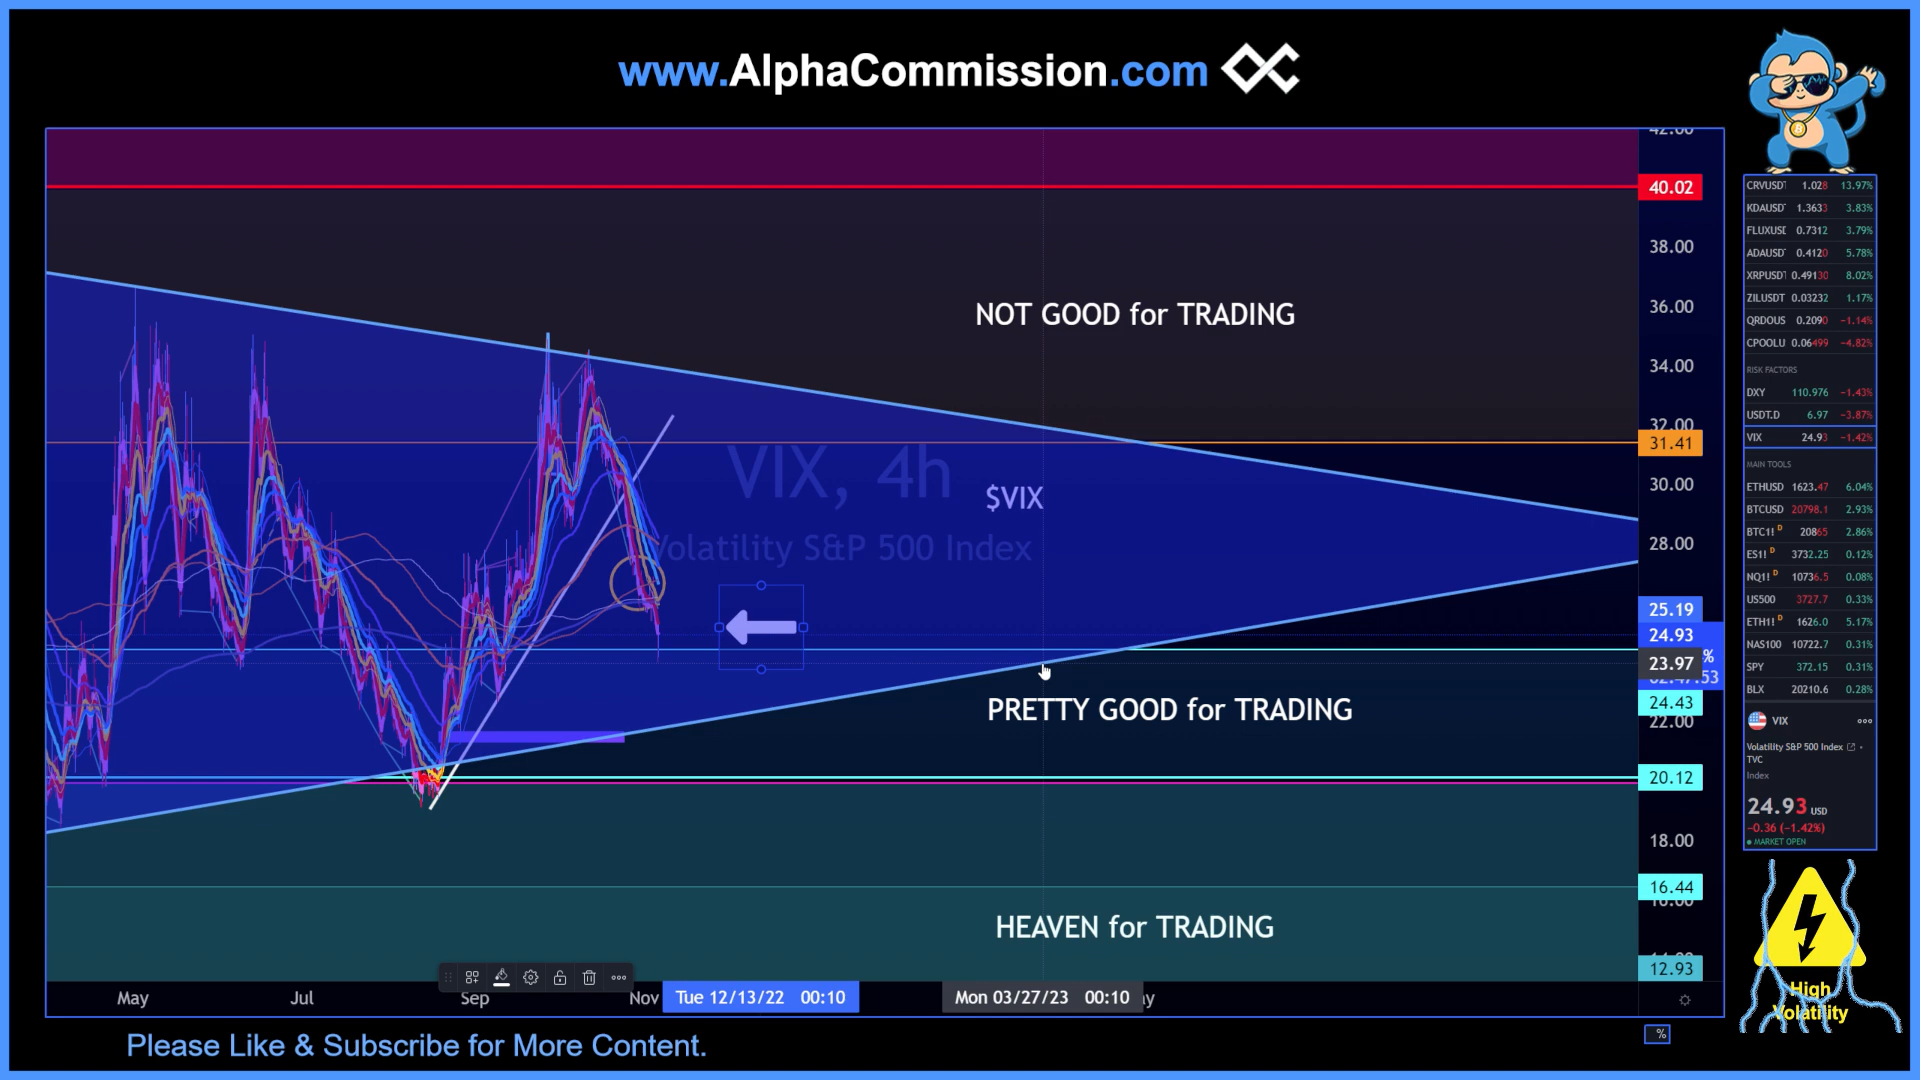 www.AlphaCommission.com
42.00
40.02
38.00
36.00
34.00
32.00
31.41
30.00
28.00
25.19
24.93
23.97
%
24.43
22.00
20.12
18.00
16.44
16.00
12.93
NOT GOOD for TRADING
VIX, 4h
$VIX
Volatility S&P 500 Index
PRETTY GOOD for TRADING
HEAVEN for TRADING
May
Jul
Sep
Nov
Tue 12/13/22 00:10
Mon 03/27/23 00:10
Please Like & Subscribe for More Content.
%
CRVUSDT 1.028 13.97%
KDAUSD 1.3633 3.83%
FLUXUSD 0.7312 3.79%
ADAUSD 0.4120 5.78%
XRPUSDT 0.49130 8.02%
ZILUSDT 0.03232 1.17%
QRDOUS 0.2090 −1.14%
CPOOLU 0.06499 −4.82%
RISK FACTORS
DXY 110.976 −1.43%
USDT.D 6.97 −3.87%
VIX 24.93 −1.42%
MAIN TOOLS
ETHUSD 1623.47 6.04%
BTCUSD 20798.1 2.93%
BTC1! D 20865 2.86%
ES1! D 3732.25 0.12%
NQ1! D 10736.5 0.08%
US500 3727.7 0.33%
ETH1! D 1626.0 5.17%
NAS100 10722.7 0.31%
SPY 372.15 0.31%
BLX 20210.6 0.28%
VIX
Volatility S&P 500 Index
TVC
Index
24.93 USD
−0.36 (−1.42%)
MARKET OPEN
High
Volatility